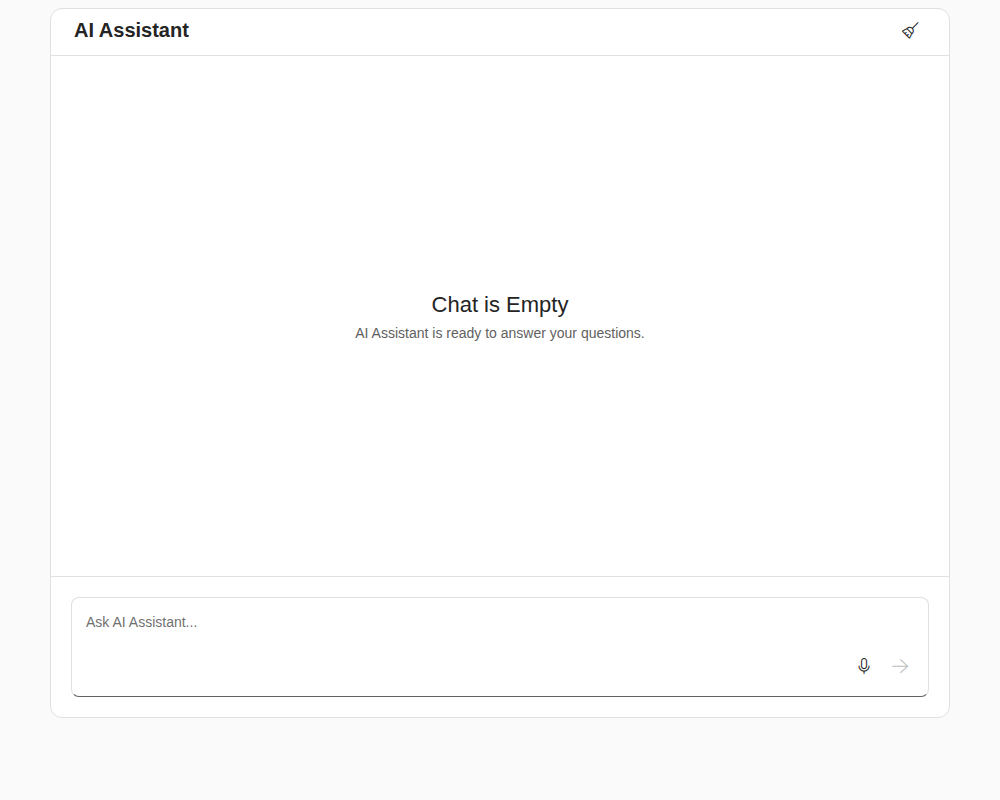 AI Assistant
Chat is Empty
AI Assistant is ready to answer your questions.
Ask AI Assistant...